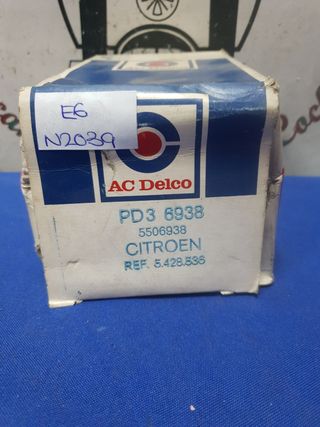 E6
N2039
AC Delco
PD3 6938
5506938
CITROEN
REF. 5.428.536